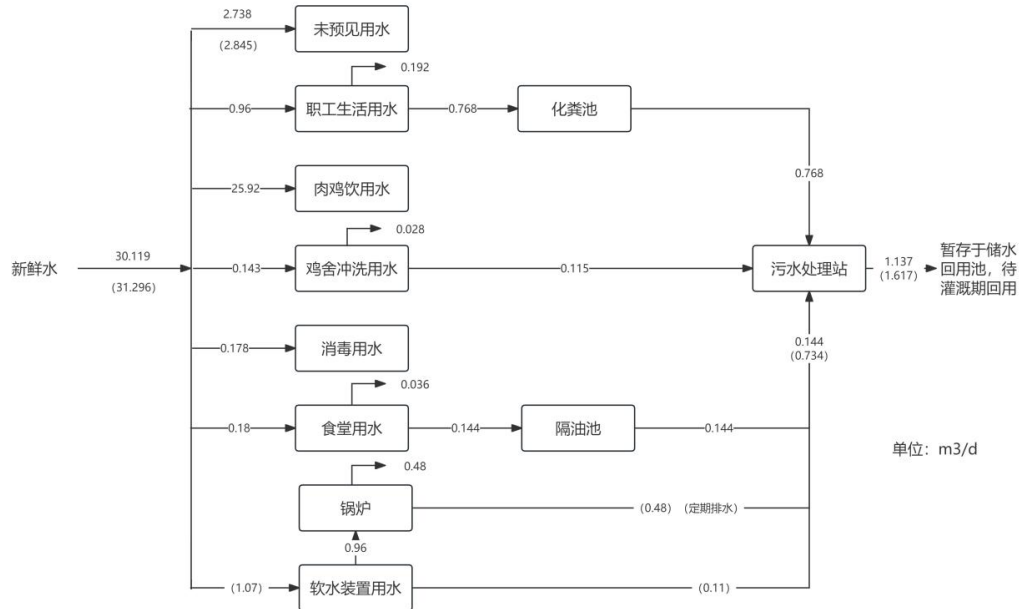 2.738
(2.845)
未预见用水
0.192
0.96
职工生活用水
0.768
化粪池
0.768
25.92
肉鸡饮用水
0.028
新鲜水
30.119
(31.296)
0.143
鸡舍冲洗用水
0.115
污水处理站
1.137
(1.617)
暂存于储水
回用池，待
灌溉期回用
0.178
消毒用水
0.144
(0.734)
0.036
0.18
食堂用水
0.144
隔油池
0.144
单位：m3/d
0.48
锅炉
(0.48) （定期排水）
0.96
(1.07)
软水装置用水
(0.11)